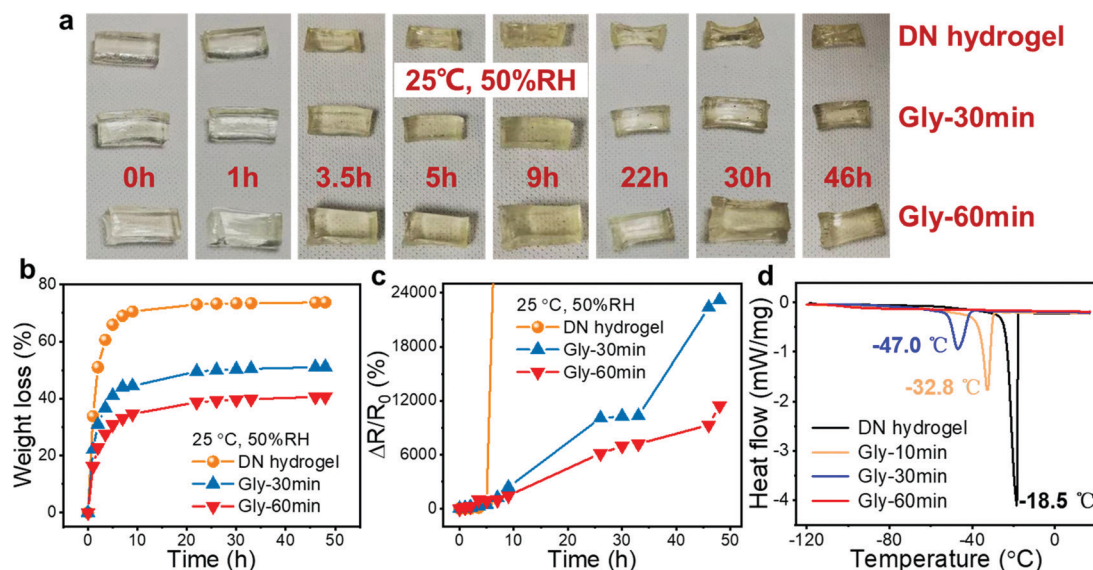 a
DN hydrogel
25℃, 50%RH
Gly-30min
0h 1h 3.5h 5h 9h 22h 30h 46h
Gly-60min
b
Weight loss (%)
80
60
40
20
0
25 °C, 50%RH
DN hydrogel
Gly-30min
Gly-60min
0 10 20 30 40 50
Time (h)
c
ΔR/R0 (%)
24000
18000
12000
6000
0
25 °C, 50%RH
DN hydrogel
Gly-30min
Gly-60min
0 10 20 30 40 50
Time (h)
d
Heat flow (mW/mg)
0
-1
-2
-3
-4
-47.0 ℃
-32.8 ℃
DN hydrogel
Gly-10min
Gly-30min
Gly-60min
-18.5 ℃
-120 -80 -40 0
Temperature (°C)